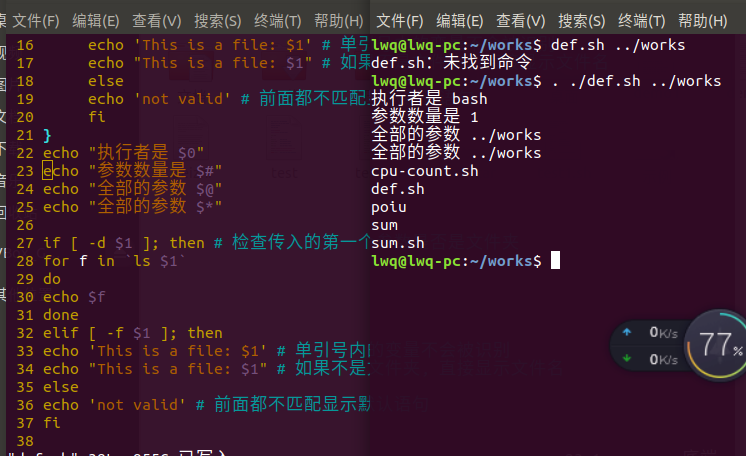 文件(F) 编辑(E) 查看(V) 搜索(S) 终端(T) 帮助(H)
16 echo 'This is a file: $1' # 单引
17 echo "This is a file: $1" # 如果
18 else
19 echo 'not valid' # 前面都不匹配
20 fi
21 }
22 echo "执行者是 $0"
23 echo "参数数量是 $#"
24 echo "全部的参数 $@"
25 echo "全部的参数 $*"
26
27 if [ -d $1 ]; then # 检查传入的第一个
28 for f in `ls $1`
29 do
30 echo $f
31 done
32 elif [ -f $1 ]; then
33 echo 'This is a file: $1' # 单引号内
34 echo "This is a file: $1" # 如果不是
35 else
36 echo 'not valid' # 前面都不匹配显示默
37 fi
38
文件(F) 编辑(E) 查看(V) 搜索(S) 终端(T) 帮助(H)
lwq@lwq-pc:~/works$ def.sh ../works
def.sh：未找到命令
lwq@lwq-pc:~/works$ . ./def.sh ../works
执行者是 bash
参数数量是 1
全部的参数 ../works
全部的参数 ../works
cpu-count.sh
def.sh
poiu
sum
sum.sh
lwq@lwq-pc:~/works$
0K/s
0K/s
77%